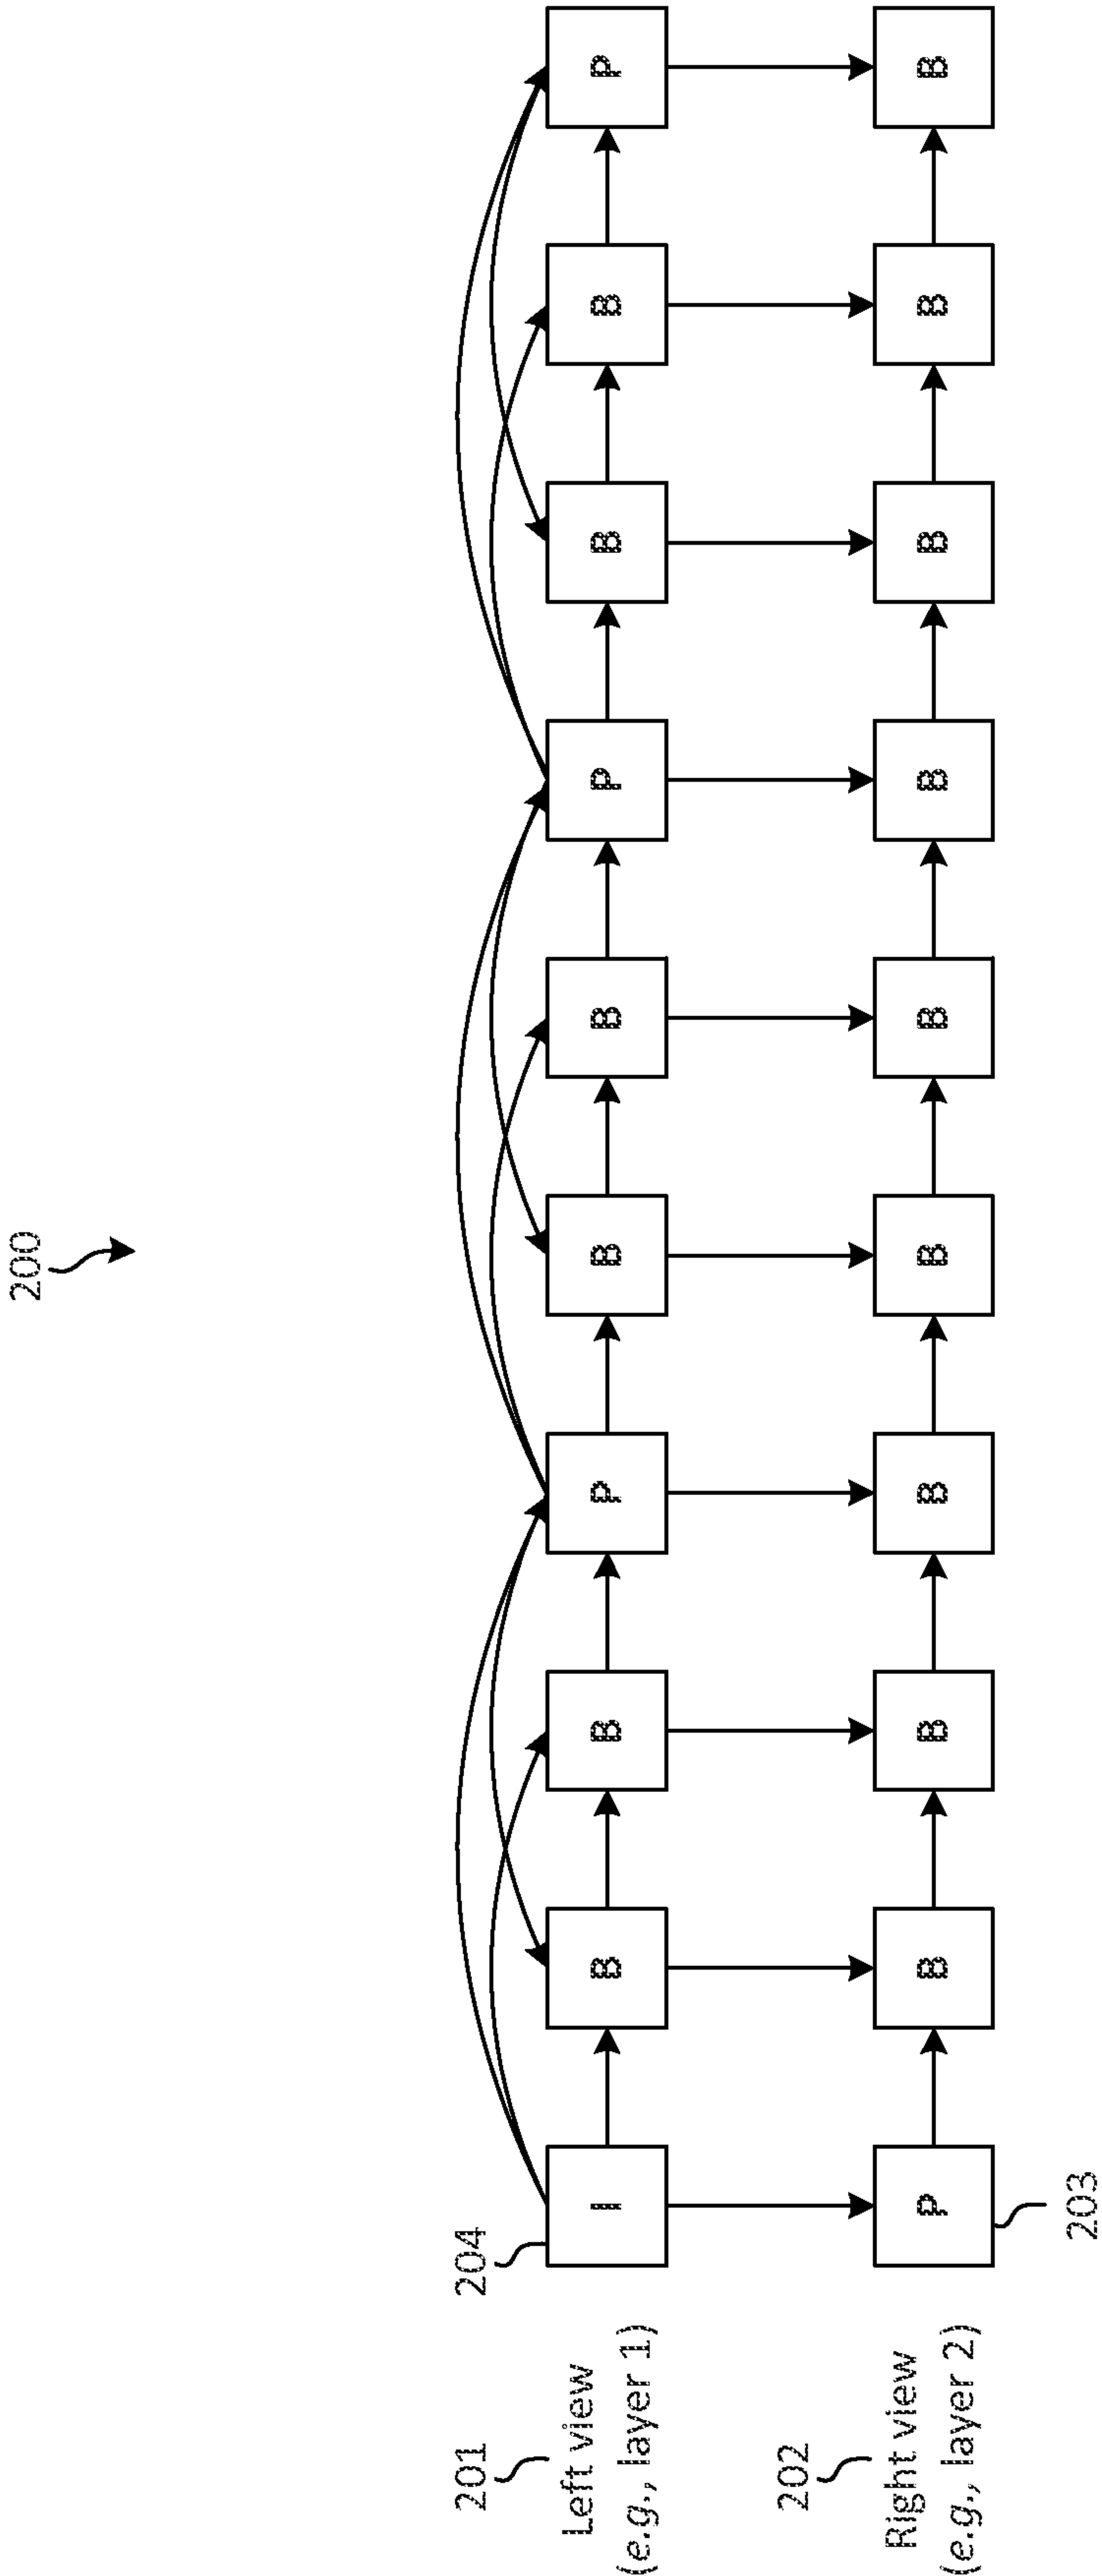 200
201
204
Left view
(e.g., layer 1)
I B B P B B P B B P
202
Right view
(e.g., layer 2)
P B B B B B B B B B
203